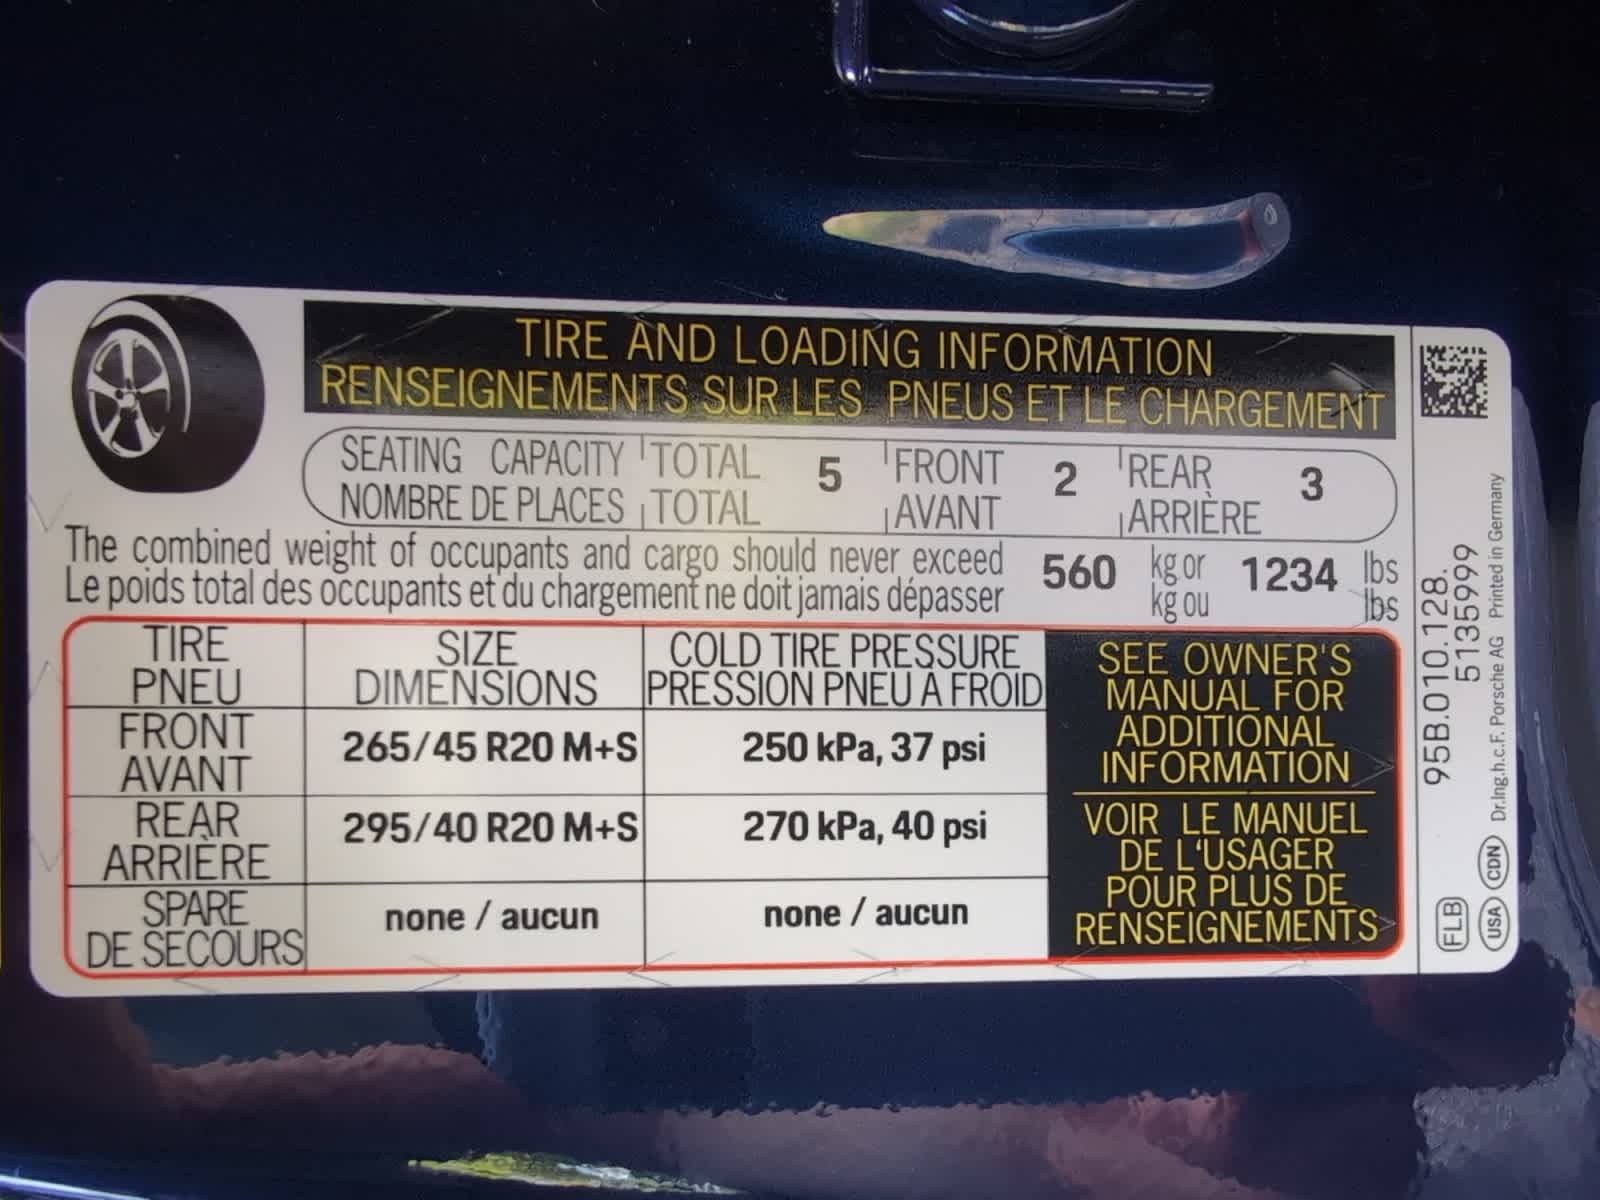 TIRE AND LOADING INFORMATION
RENSEIGNEMENTS SUR LES PNEUS ET LE CHARGEMENT
SEATING CAPACITY TOTAL 5 FRONT 2 REAR 3
NOMBRE DE PLACES TOTAL AVANT ARRIÈRE
The combined weight of occupants and cargo should never exceed 560 kg or 1234 lbs
Le poids total des occupants et du chargement ne doit jamais dépasser kg ou lbs
TIRE SIZE COLD TIRE PRESSURE
PNEU DIMENSIONS PRESSION PNEU À FROID
FRONT
AVANT
265/45 R20 M+S 250 kPa, 37 psi
REAR
ARRIÈRE
295/40 R20 M+S 270 kPa, 40 psi
SPARE
DE SECOURS
none / aucun none / aucun
SEE OWNER'S
MANUAL FOR
ADDITIONAL
INFORMATION
VOIR LE MANUEL
DE L'USAGER
POUR PLUS DE
RENSEIGNEMENTS
95B.010.128.
5135999
Dr.Ing.h.c.F. Porsche AG Printed in Germany
FLB
USA CDN